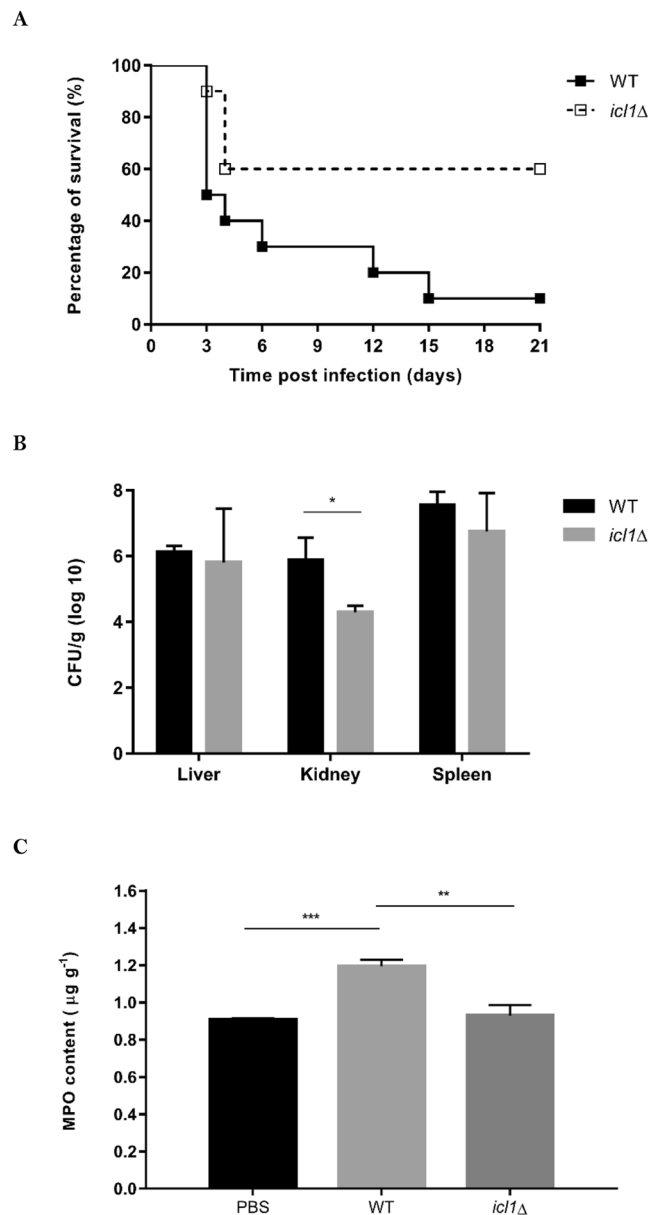 A
Percentage of survival (%)
100
80
60
40
20
0
0 3 6 9 12 15 18 21
Time post infection (days)
WT
icl1Δ
B
CFU/g (log 10)
8
6
4
2
0
*
Liver Kidney Spleen
WT
icl1Δ
C
MPO content ( µg g-1)
1.6
1.4
1.2
1.0
0.8
0.6
0.4
0.2
0.0
***
**
PBS WT icl1Δ